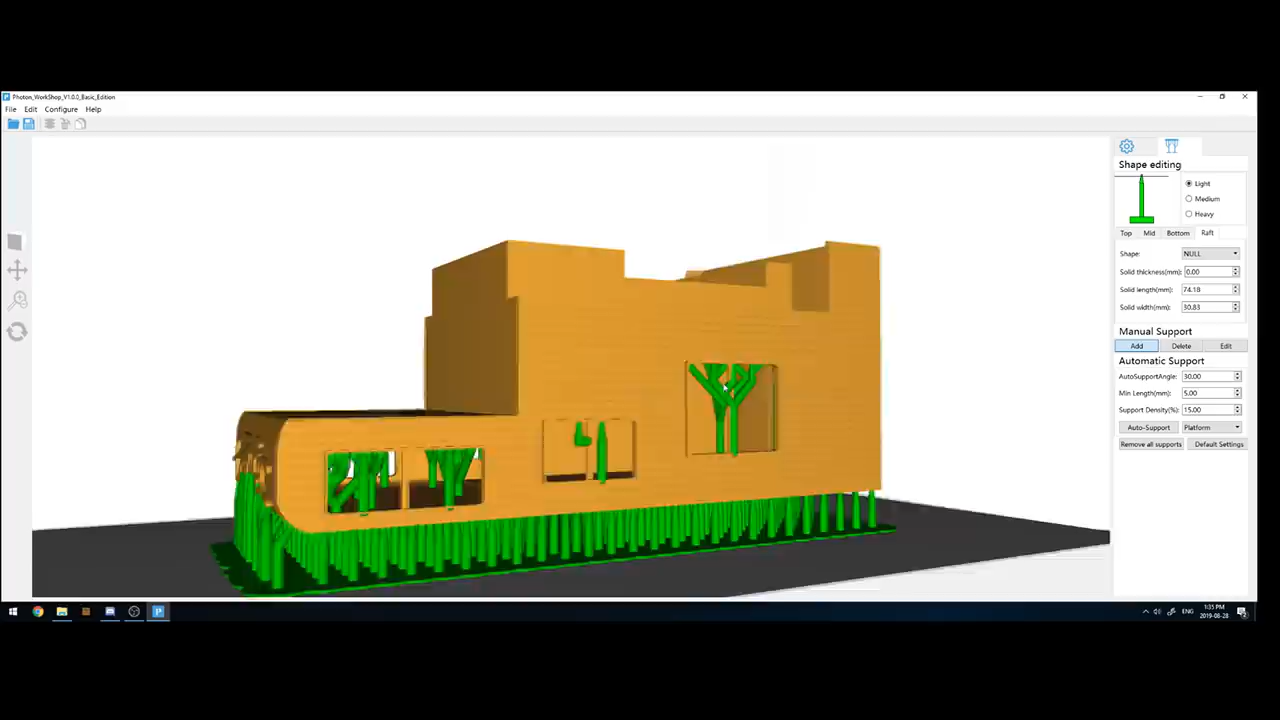 Photon_WorkShop_V1.0.0_Basic_Edition
File Edit Configure Help
Shape editing
Light
Medium
Heavy
Top Mid Bottom Raft
Shape: NULL
Solid thickness(mm): 0.00
Solid length(mm): 74.18
Solid width(mm): 30.83
Manual Support
Add Delete Edit
Automatic Support
AutoSupportAngle: 30.00
Min Length(mm): 5.00
Support Density(%): 15.00
Auto-Support Platform
Remove all supports Default Settings
ENG
1:35 PM
2019-08-28